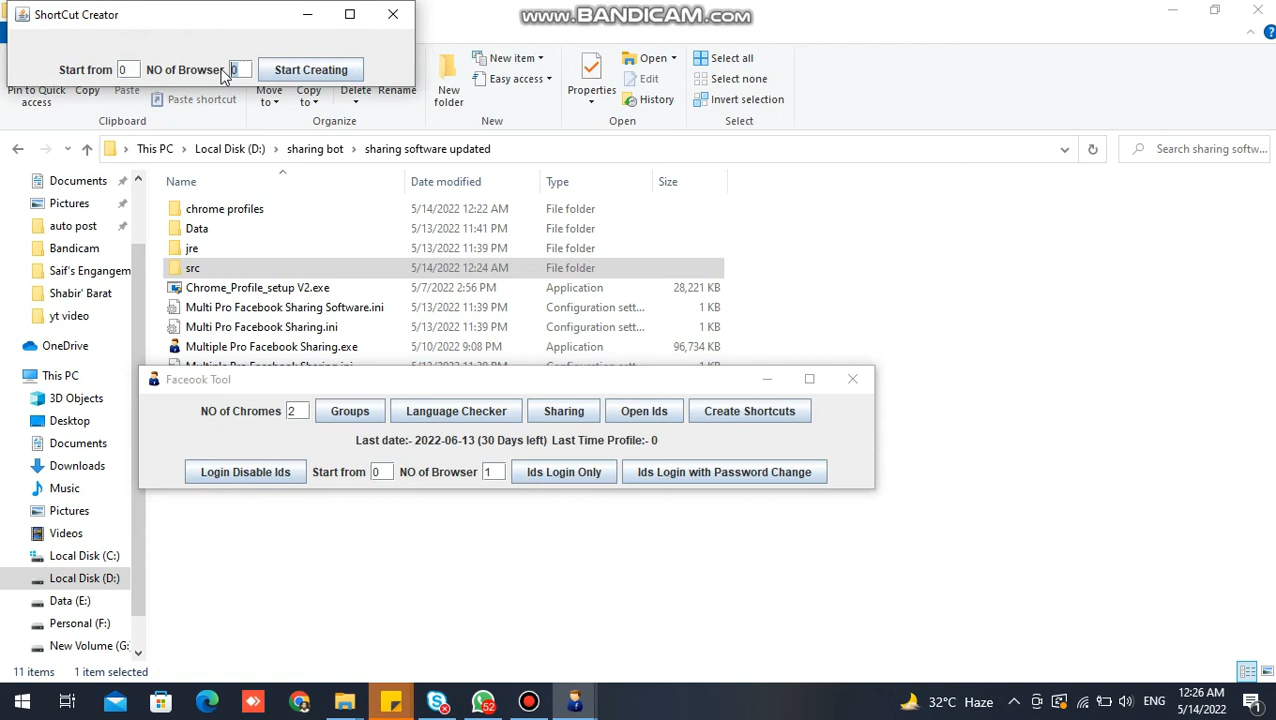 ShortCut Creator
www.BANDICAM.com
Start from 0 NO of Browser 0 Start Creating
Pin to Quick access
Copy
Paste
Paste shortcut
Clipboard
Move to
Copy to
Delete
Rename
Organize
New folder
New item
Easy access
New
Properties
Open
Edit
History
Open
Select all
Select none
Invert selection
Select
This PC
Local Disk (D:)
sharing bot
sharing software updated
Search sharing softw...
Name Date modified Type Size
Documents
Pictures
auto post
Bandicam
Saif's Engangem
Shabir' Barat
yt video
OneDrive
This PC
3D Objects
Desktop
Documents
Downloads
Music
Pictures
Videos
Local Disk (C:)
Local Disk (D:)
Data (E:)
Personal (F:)
New Volume (G:
chrome profiles 5/14/2022 12:22 AM File folder
Data 5/13/2022 11:41 PM File folder
jre 5/13/2022 11:39 PM File folder
src 5/14/2022 12:24 AM File folder
Chrome_Profile_setup V2.exe 5/7/2022 2:56 PM Application 28,221 KB
Multi Pro Facebook Sharing Software.ini 5/13/2022 11:39 PM Configuration sett... 1 KB
Multi Pro Facebook Sharing.ini 5/13/2022 11:39 PM Configuration sett... 1 KB
Multiple Pro Facebook Sharing.exe 5/10/2022 9:08 PM Application 96,734 KB
Faceook Tool
NO of Chromes 2 Groups Language Checker Sharing Open Ids Create Shortcuts
Last date:- 2022-06-13 (30 Days left) Last Time Profile:- 0
Login Disable Ids Start from 0 NO of Browser 1 Ids Login Only Ids Login with Password Change
11 items 1 item selected
52
32°C Haze
ENG
12:26 AM
5/14/2022
1